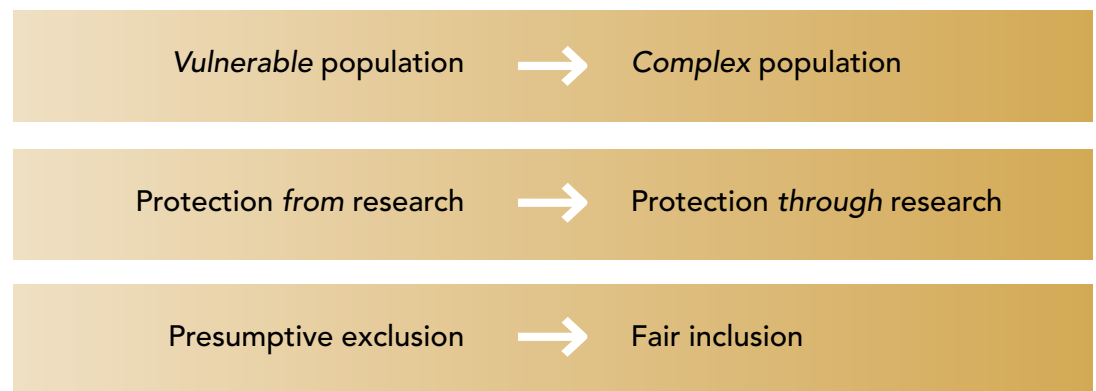 Vulnerable population → Complex population
Protection from research → Protection through research
Presumptive exclusion → Fair inclusion